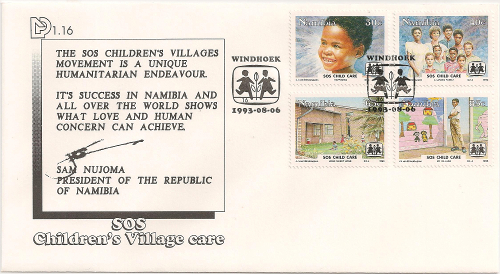 1.16
THE SOS CHILDREN'S VILLAGES
MOVEMENT IS A UNIQUE
HUMANITARIAN ENDEAVOUR.
IT'S SUCCESS IN NAMIBIA AND
ALL OVER THE WORLD SHOWS
WHAT LOVE AND HUMAN
CONCERN CAN ACHIEVE.
SAM NUJOMA
PRESIDENT OF THE REPUBLIC
OF NAMIBIA
SOS
Children's Village care
WINDHOEK
1993-08-06
Namibia 30c
SOS CHILD CARE
Namibia 40c
SOS CHILD CARE
WINDHOEK
1993-08-06
Namibia
SOS CHILD CARE
Namibia
SOS CHILD CARE